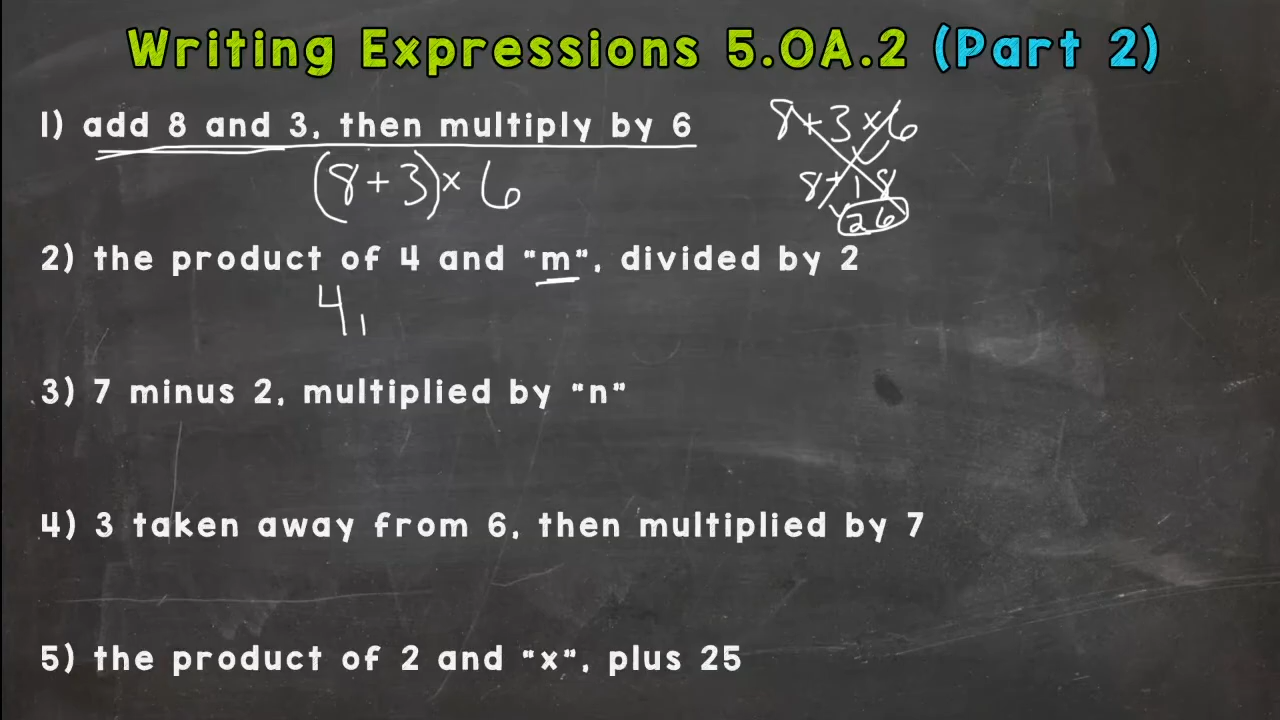 Writing Expressions 5.OA.2 (Part 2)
1) add 8 and 3, then multiply by 6
8+3×6
(8+3)× 6
8+18
26
2) the product of 4 and "m", divided by 2
4
3) 7 minus 2, multiplied by "n"
4) 3 taken away from 6, then multiplied by 7
5) the product of 2 and "x", plus 25